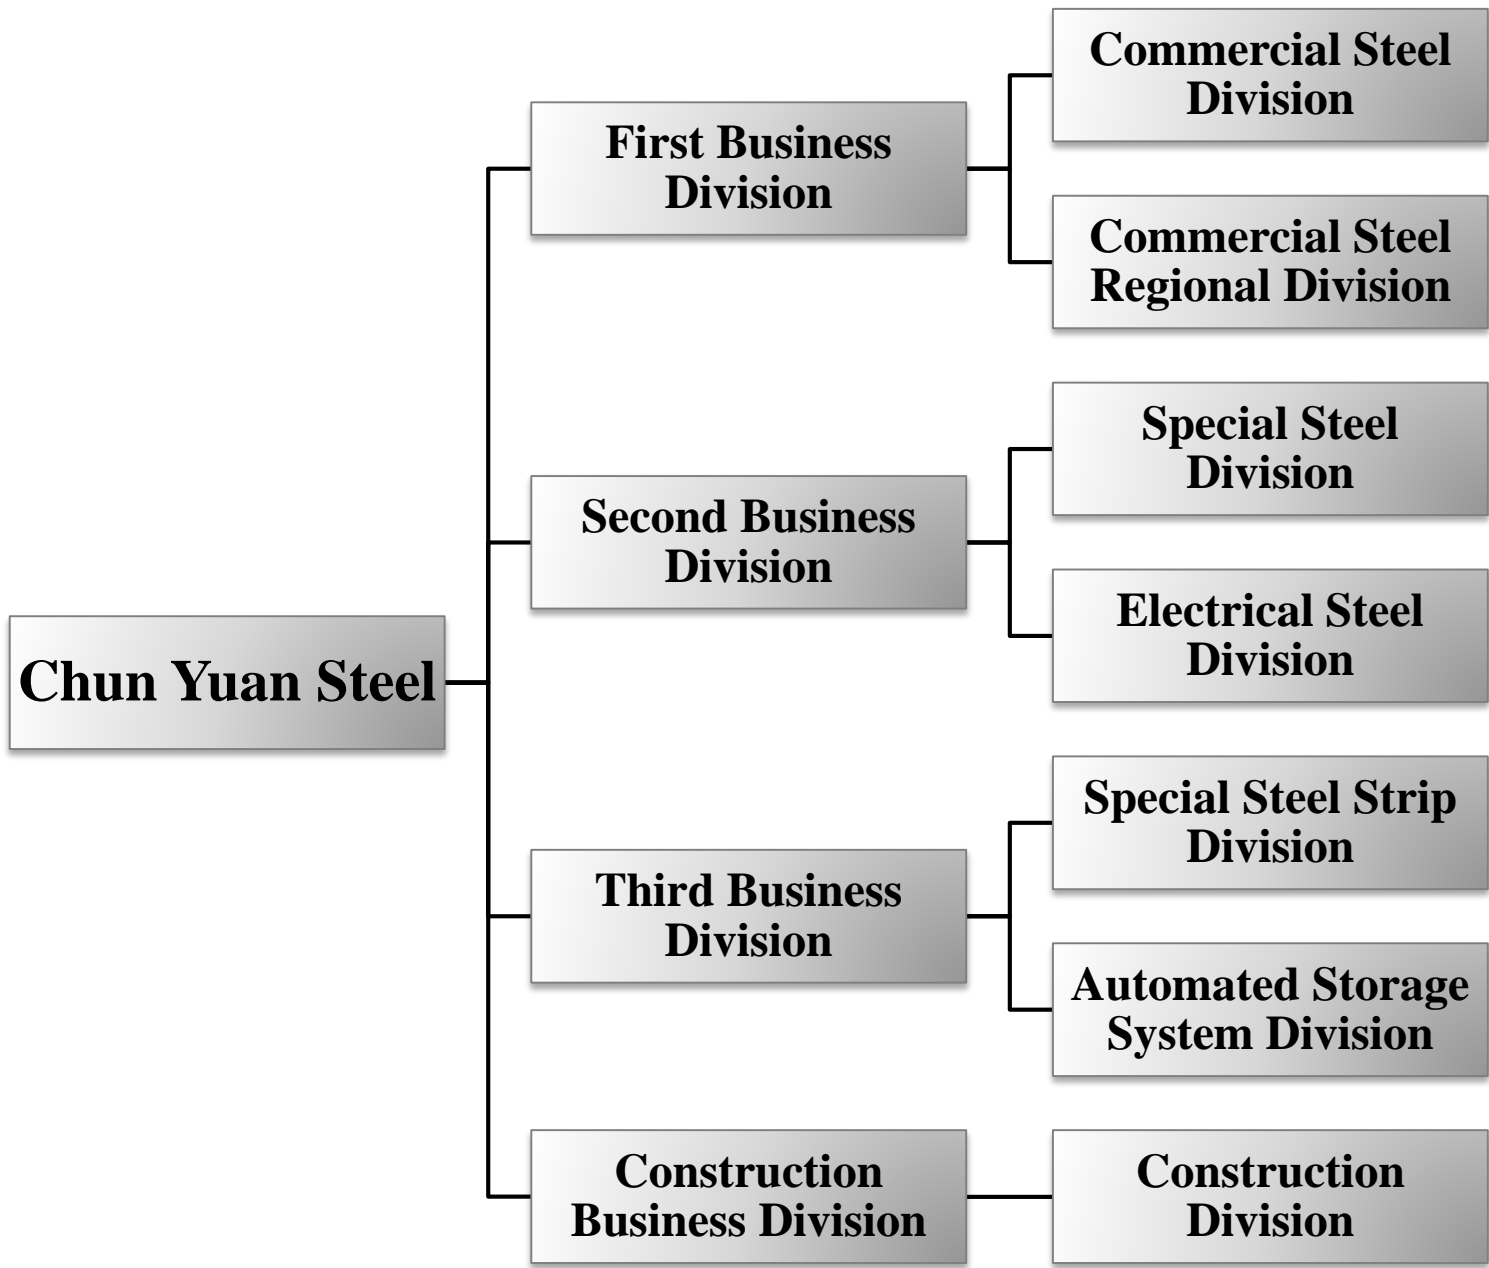 Chun Yuan Steel
First Business
Division
Commercial Steel
Division
Commercial Steel
Regional Division
Second Business
Division
Special Steel
Division
Electrical Steel
Division
Third Business
Division
Special Steel Strip
Division
Automated Storage
System Division
Construction
Business Division
Construction
Division